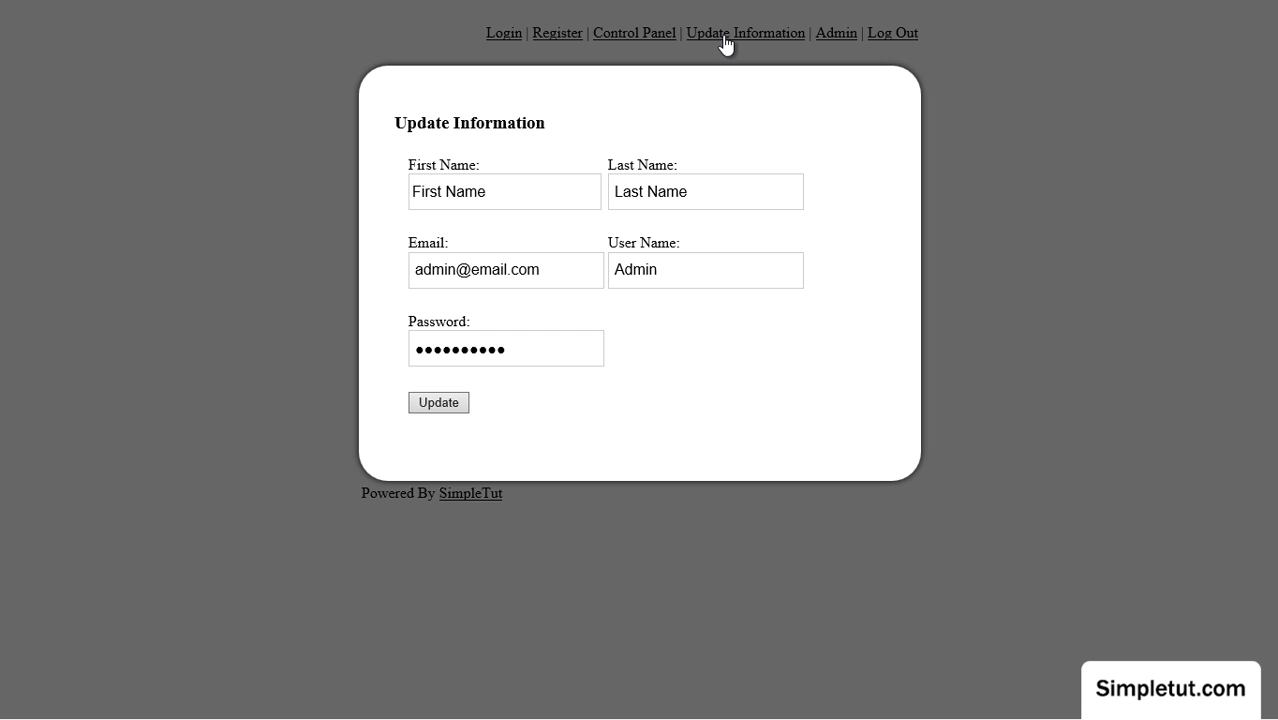 Login | Register | Control Panel | Update Information | Admin | Log Out
Update Information
First Name: Last Name:
First Name Last Name
Email: User Name:
admin@email.com Admin
Password:
●●●●●●●●●●
Update
Powered By SimpleTut
Simpletut.com